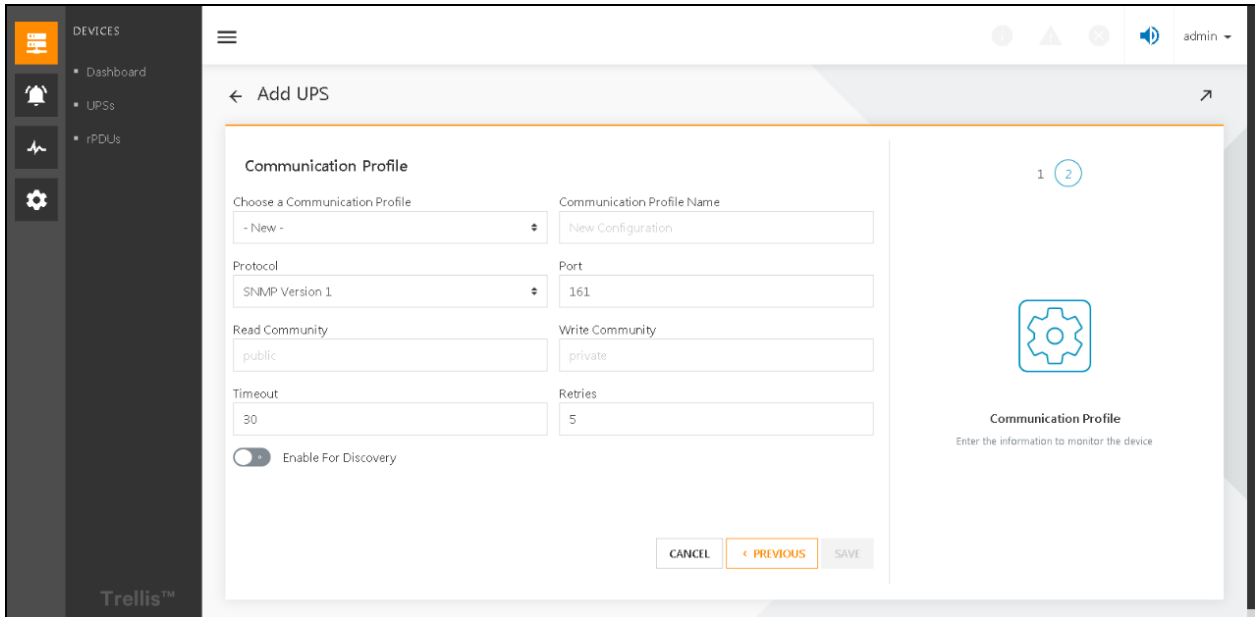 DEVICES
Dashboard
UPSs
rPDUs
Trellis™
admin
Add UPS
Communication Profile
Choose a Communication Profile
Communication Profile Name
- New -
New Configuration
Protocol
Port
SNMP Version 1
161
Read Community
Write Community
public
private
Timeout
Retries
30
5
Enable For Discovery
CANCEL
< PREVIOUS
SAVE
1 2
Communication Profile
Enter the information to monitor the device